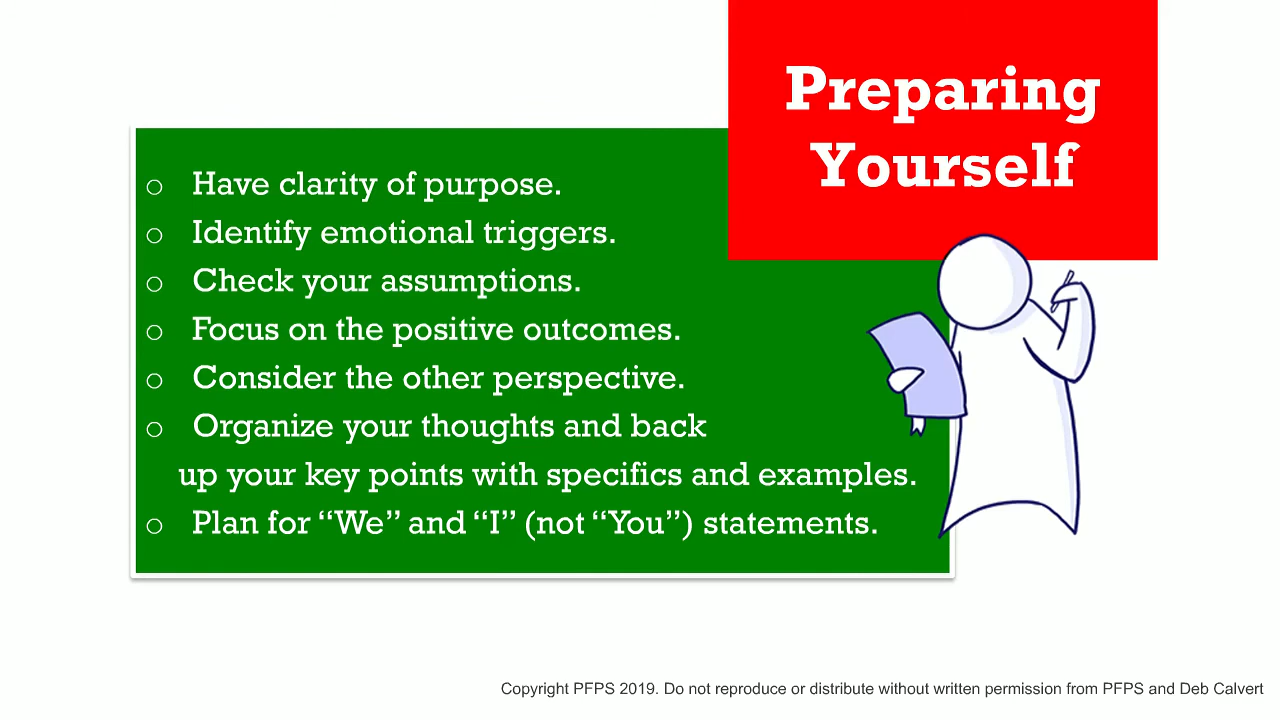 Preparing
Yourself
o Have clarity of purpose.
o Identify emotional triggers.
o Check your assumptions.
o Focus on the positive outcomes.
o Consider the other perspective.
o Organize your thoughts and back
up your key points with specifics and examples.
o Plan for “We” and “I” (not “You”) statements.
Copyright PFPS 2019. Do not reproduce or distribute without written permission from PFPS and Deb Calvert